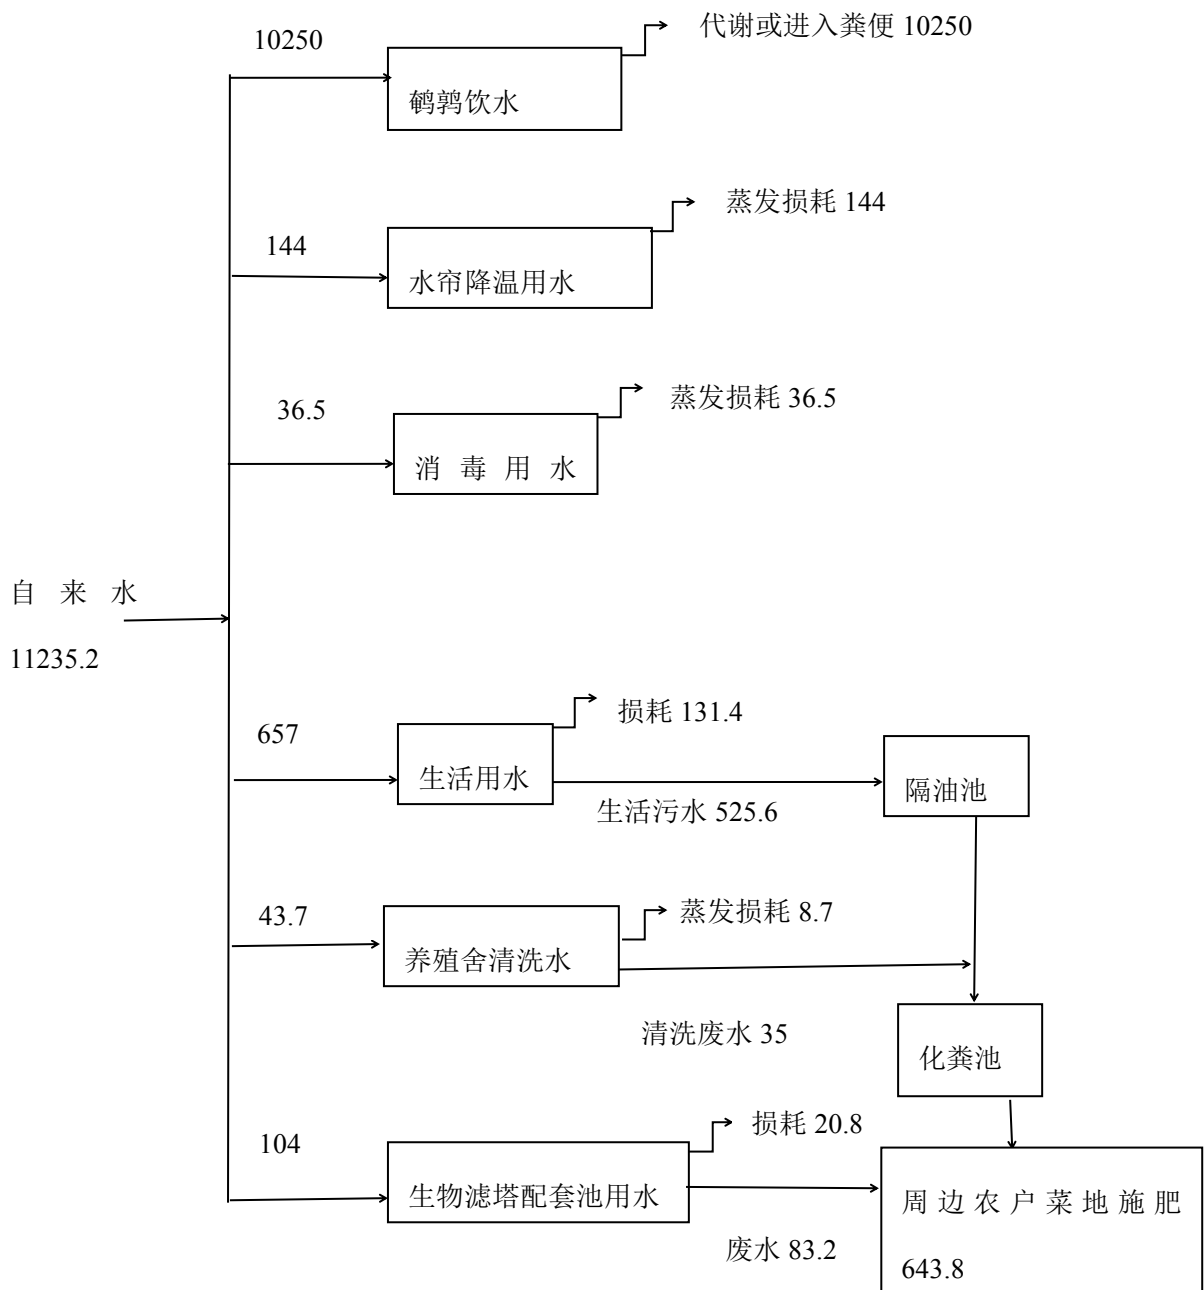 代谢或进入粪便 10250
10250
鹌鹑饮水
蒸发损耗 144
144
水帘降温用水
蒸发损耗 36.5
36.5
消毒用水
自来水
11235.2
损耗 131.4
657
生活用水
隔油池
生活污水 525.6
43.7
蒸发损耗 8.7
养殖舍清洗水
清洗废水 35
化粪池
损耗 20.8
104
生物滤塔配套池用水
周边农户菜地施肥
废水 83.2
643.8